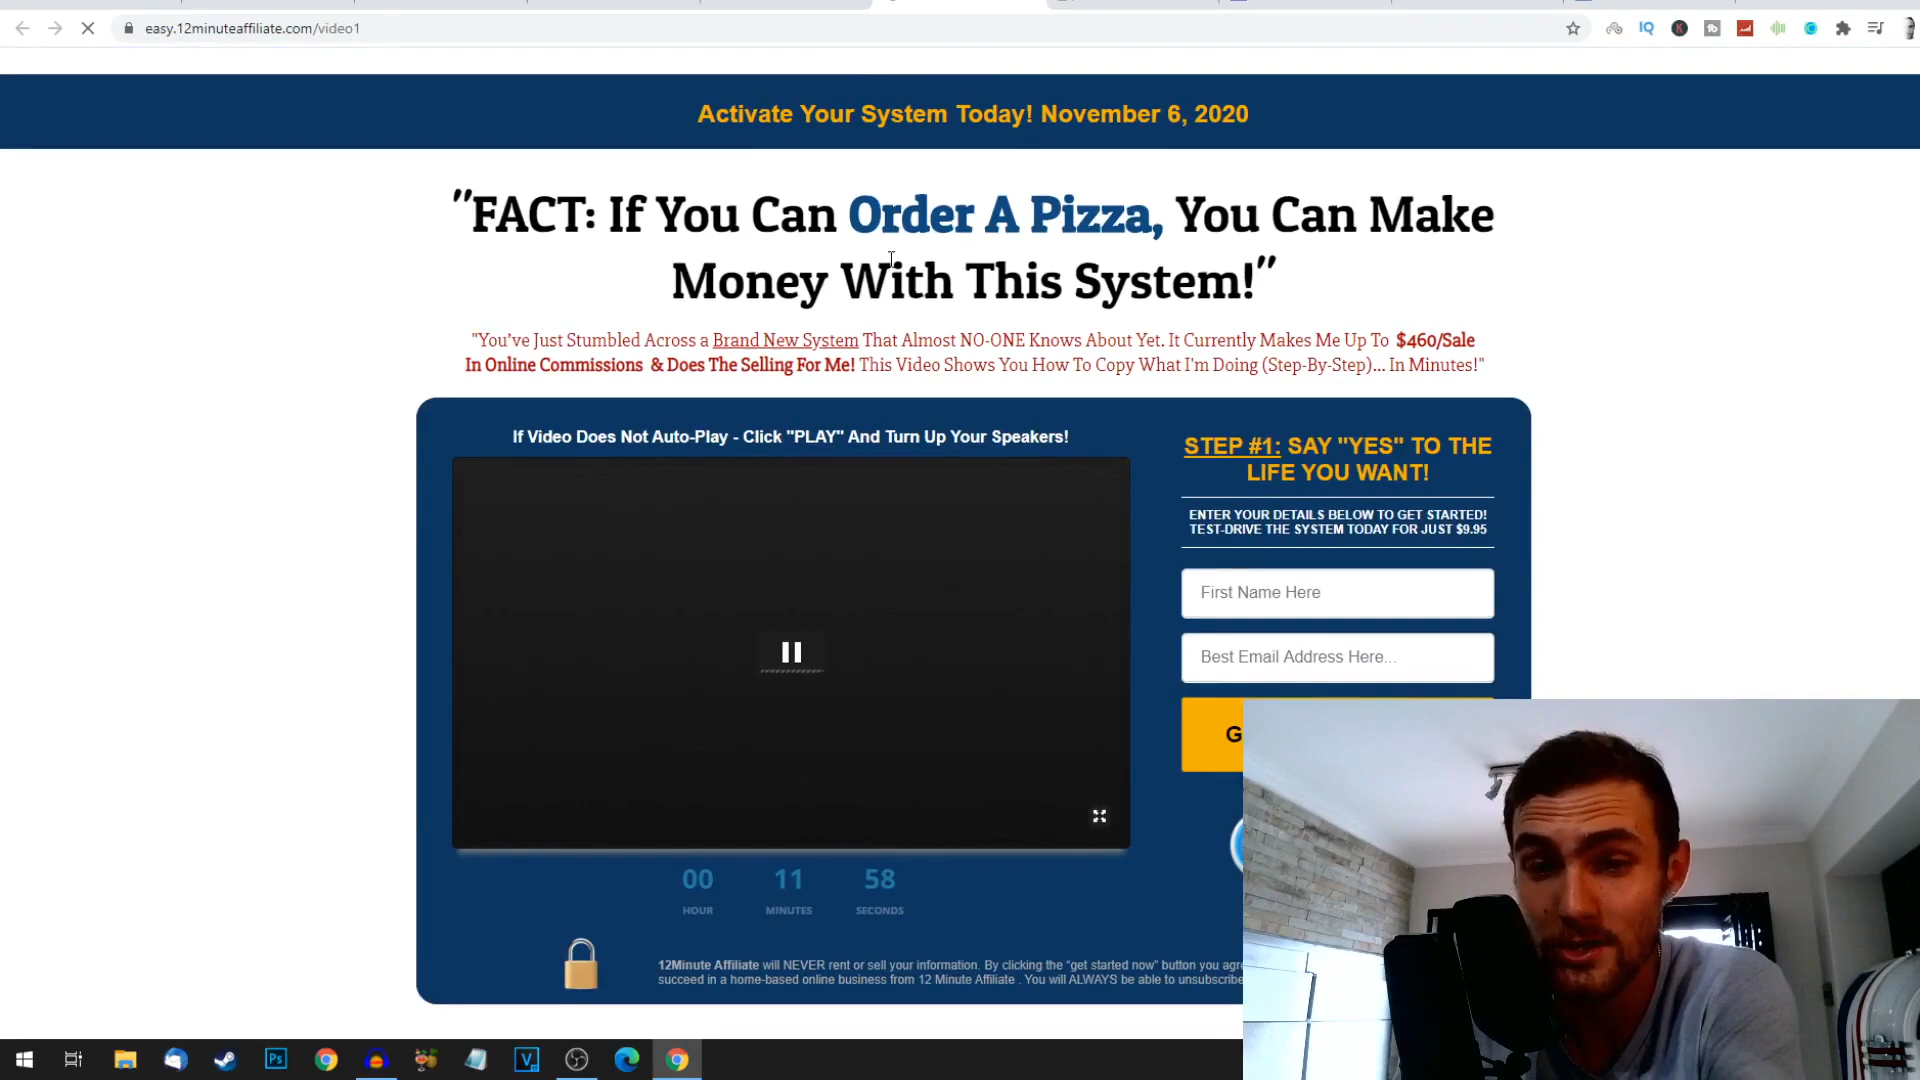 easy.12minuteaffiliate.com/video1
IQ
K
Activate Your System Today! November 6, 2020
"FACT: If You Can Order A Pizza, You Can Make
Money With This System!"
"You've Just Stumbled Across a Brand New System That Almost NO-ONE Knows About Yet. It Currently Makes Me Up To $460/Sale
In Online Commissions & Does The Selling For Me! This Video Shows You How To Copy What I'm Doing (Step-By-Step)... In Minutes!"
If Video Does Not Auto-Play - Click "PLAY" And Turn Up Your Speakers!
STEP #1: SAY "YES" TO THE
LIFE YOU WANT!
ENTER YOUR DETAILS BELOW TO GET STARTED!
TEST-DRIVE THE SYSTEM TODAY FOR JUST $9.95
First Name Here
Best Email Address Here...
G
00 11 58
HOUR MINUTES SECONDS
12Minute Affiliate will NEVER rent or sell your information. By clicking the "get started now" button you agre
succeed in a home-based online business from 12 Minute Affiliate . You will ALWAYS be able to unsubscribe
Ps
V